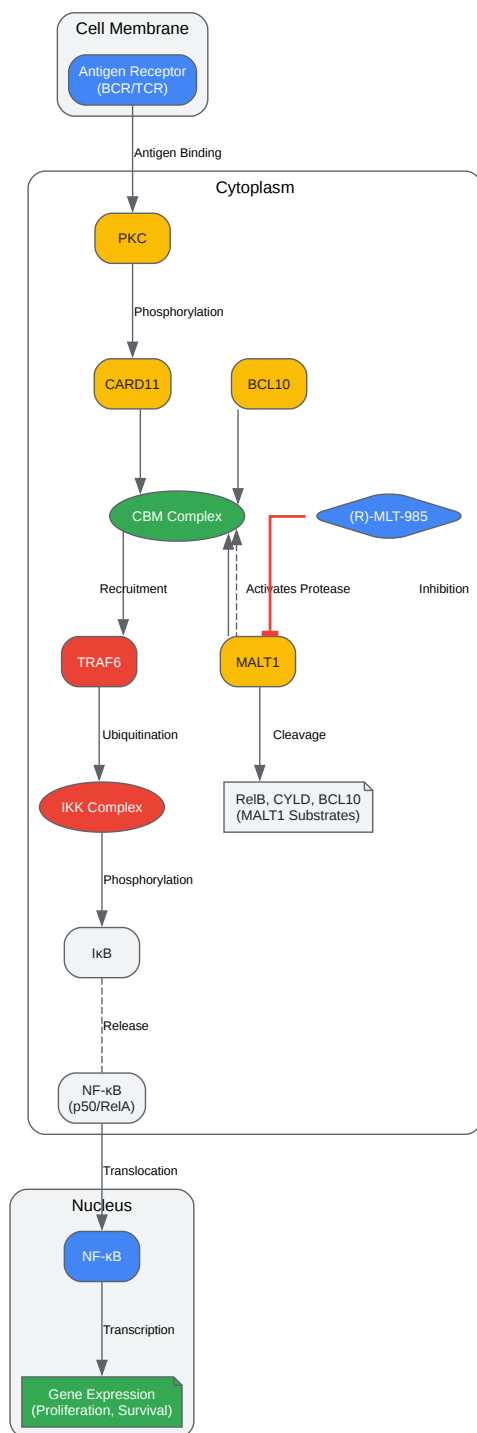 Cell Membrane
Antigen Receptor
(BCR/TCR)
Antigen Binding
Cytoplasm
PKC
Phosphorylation
CARD11
BCL10
CBM Complex
(R)-MLT-985
Recruitment
Activates Protease
Inhibition
TRAF6
MALT1
Ubiquitination
Cleavage
IKK Complex
RelB, CYLD, BCL10
(MALT1 Substrates)
Phosphorylation
IκB
Release
NF-κB
(p50/RelA)
Translocation
Nucleus
NF-κB
Transcription
Gene Expression
(Proliferation, Survival)